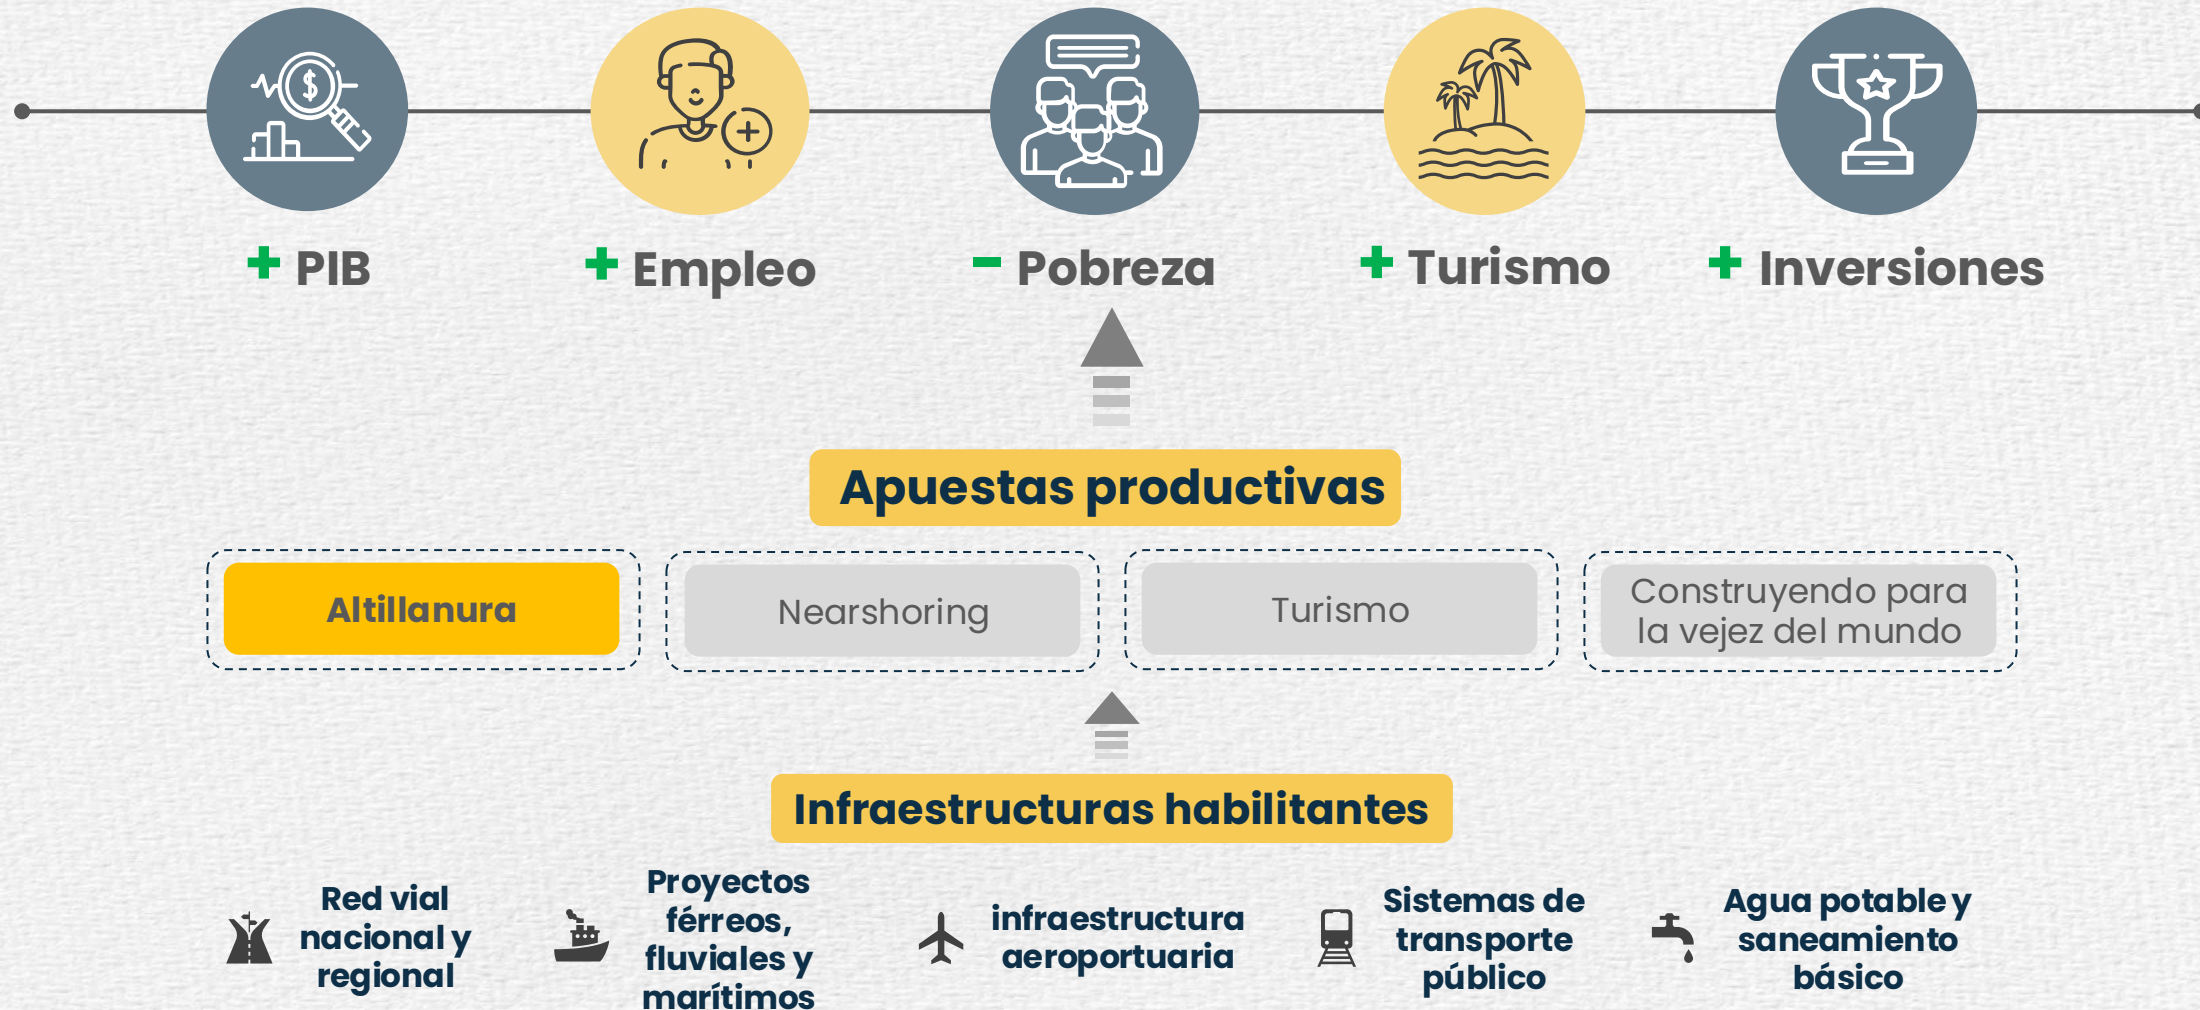 + PIB
+ Empleo
- Pobreza
+ Turismo
+ Inversiones
Apuestas productivas
Altillanura
Nearshoring
Turismo
Construyendo para
la vejez del mundo
Infraestructuras habilitantes
Red vial
nacional y
regional
Proyectos
férreos,
fluviales y
marítimos
infraestructura
aeroportuaria
Sistemas de
transporte
público
Agua potable y
saneamiento
básico